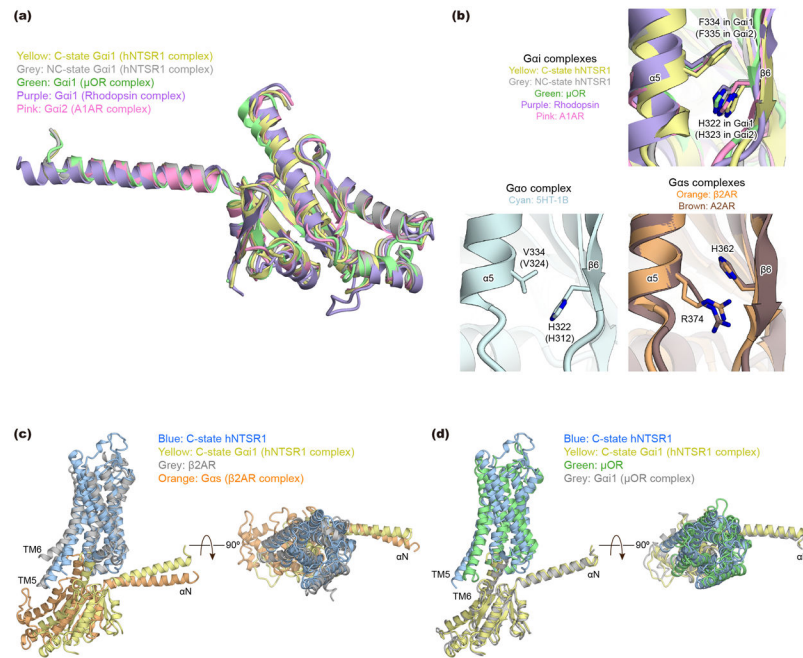 (a)
Yellow: C-state Gαi1 (hNTSR1 complex)
Grey: NC-state Gαi1 (hNTSR1 complex)
Green: Gαi1 (μOR complex)
Purple: Gαi1 (Rhodopsin complex)
Pink: Gαi2 (A1AR complex)
(b)
Gαi complexes
Yellow: C-state hNTSR1
Grey: NC-state hNTSR1
Green: μOR
Purple: Rhodopsin
Pink: A1AR
F334 in Gαi1
(F335 in Gαi2)
α5
β6
H322 in Gαi1
(H323 in Gαi2)
Gαo complex
Cyan: 5HT-1B
V334
(V324)
α5
β6
H322
(H312)
Gαs complexes
Orange: β2AR
Brown: A2AR
H362
α5
β6
R374
(c)
Blue: C-state hNTSR1
Yellow: C-state Gαi1 (hNTSR1 complex)
Grey: β2AR
Orange: Gαs (β2AR complex)
TM6
TM5
90°
αN
αN
(d)
Blue: C-state hNTSR1
Yellow: C-state Gαi1 (hNTSR1 complex)
Green: μOR
Grey: Gαi1 (μOR complex)
TM5
TM6
90°
αN